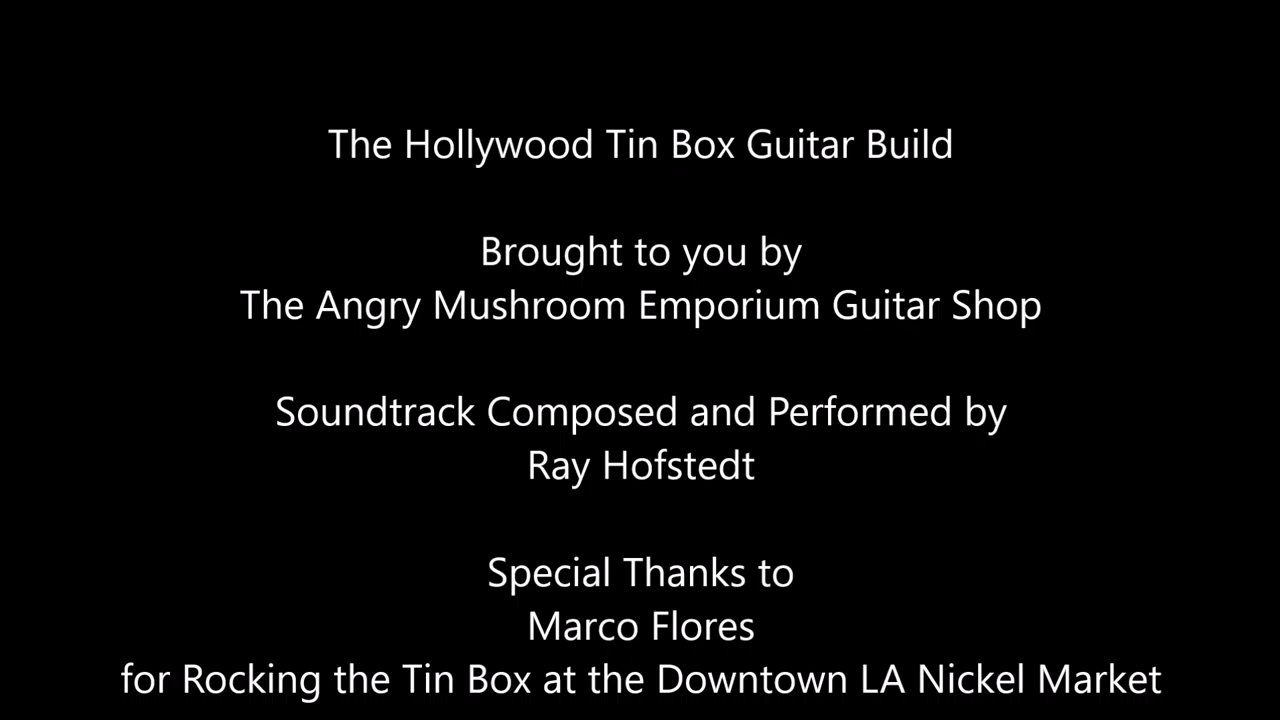 The Hollywood Tin Box Guitar Build
Brought to you by
The Angry Mushroom Emporium Guitar Shop
Soundtrack Composed and Performed by
Ray Hofstedt
Special Thanks to
Marco Flores
for Rocking the Tin Box at the Downtown LA Nickel Market